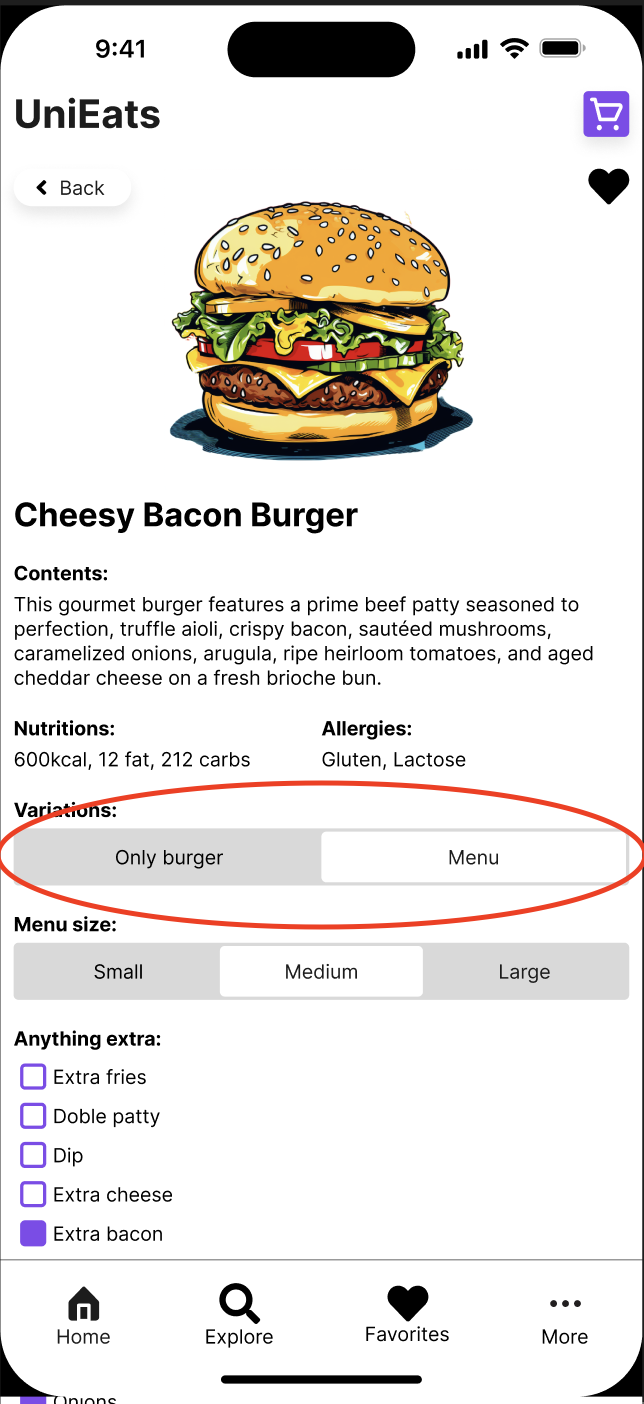 9:41
UniEats
Back
Cheesy Bacon Burger
Contents:
This gourmet burger features a prime beef patty seasoned to
perfection, truffle aioli, crispy bacon, sautéed mushrooms,
caramelized onions, arugula, ripe heirloom tomatoes, and aged
cheddar cheese on a fresh brioche bun.
Nutritions: Allergies:
600kcal, 12 fat, 212 carbs Gluten, Lactose
Variations:
Only burger Menu
Menu size:
Small Medium Large
Anything extra:
Extra fries
Doble patty
Dip
Extra cheese
Extra bacon
Home Explore Favorites More
Onions